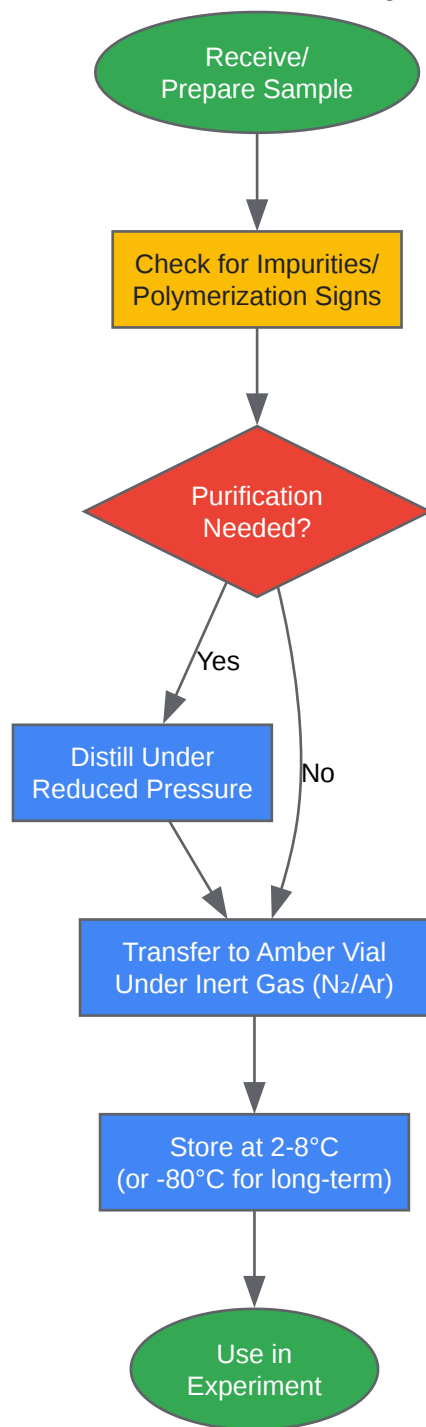 Receive/
Prepare Sample
Check for Impurities/
Polymerization Signs
Purification
Needed?
Yes
Distill Under
Reduced Pressure
No
Transfer to Amber Vial
Under Inert Gas (N₂/Ar)
Store at 2-8°C
(or -80°C for long-term)
Use in
Experiment